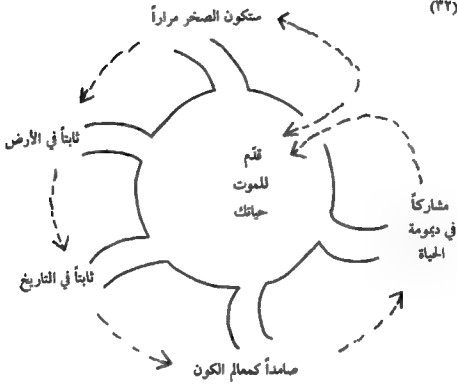 (٣٢)
ستكون الصخر مراراً
ثابتاً في الأرض
ثابتاً في التاريخ
صامداً كمعالم الكون
مشاركاً
في ديمومة
الحياة
قدّم
للموت
حياتك